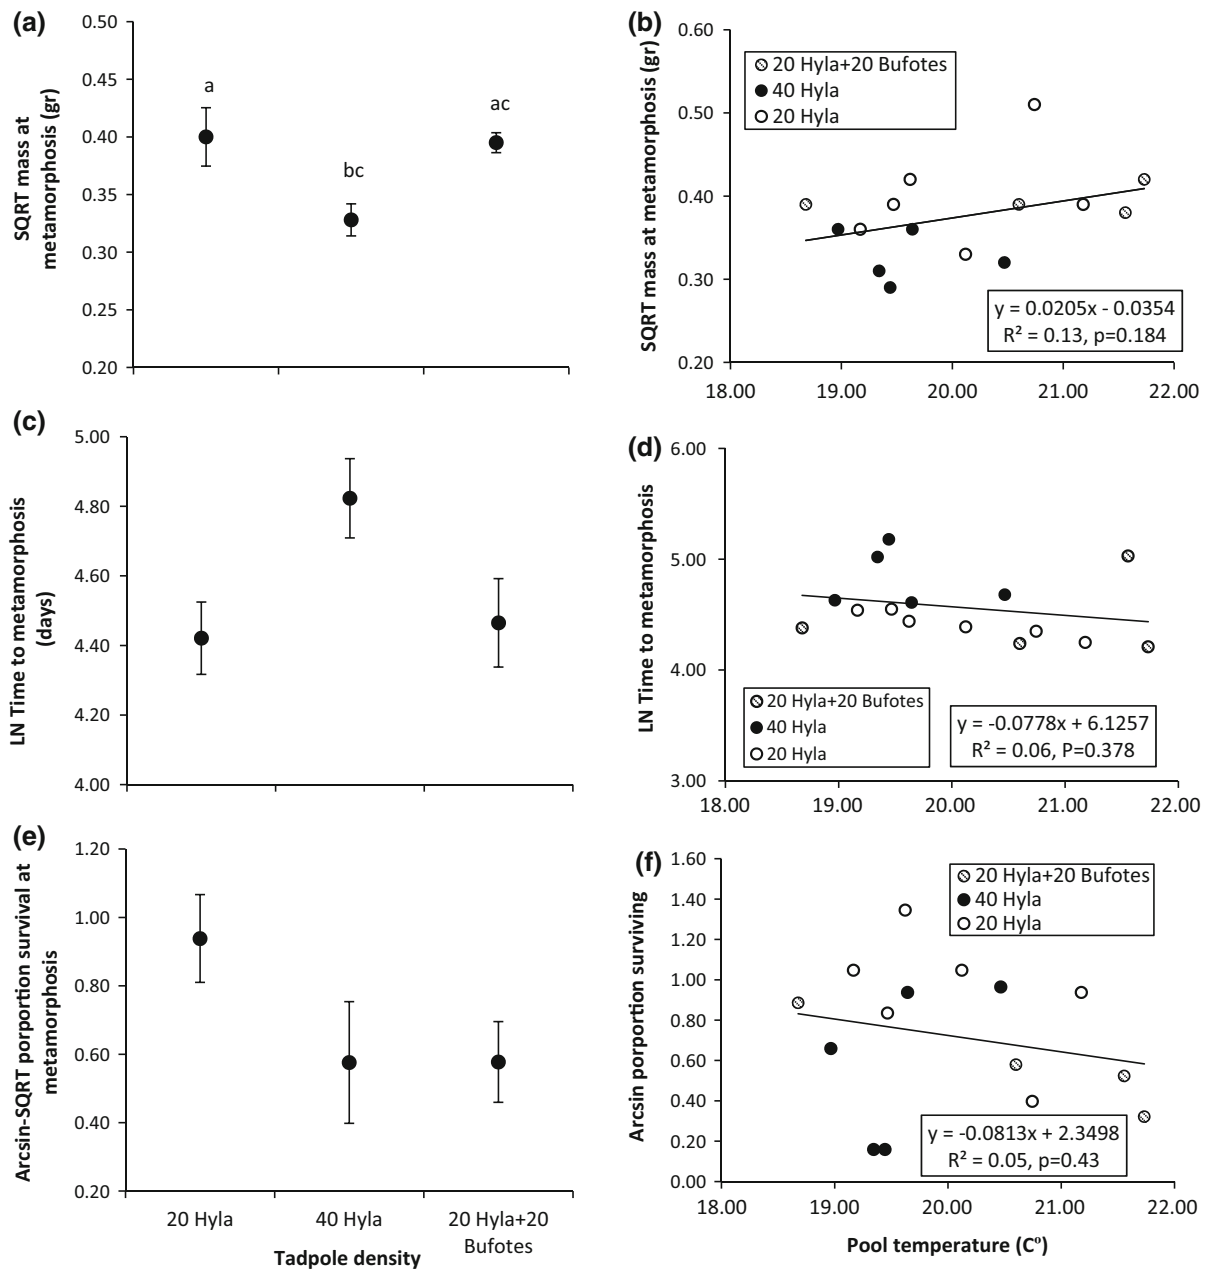 (a)
SQRT mass at
metamorphosis (gr)
0.50
0.45
0.40
0.35
0.30
0.25
0.20
a
bc
ac
(b)
SQRT mass at metamorphosis (gr)
0.60
0.50
0.40
0.30
0.20
20 Hyla+20 Bufotes
40 Hyla
20 Hyla
y = 0.0205x - 0.0354
R² = 0.13, p=0.184
18.00 19.00 20.00 21.00 22.00
(c)
LN Time to metamorphosis
(days)
5.00
4.80
4.60
4.40
4.20
4.00
(d)
LN Time to metamorphosis
6.00
5.00
4.00
3.00
20 Hyla+20 Bufotes
40 Hyla
20 Hyla
y = -0.0778x + 6.1257
R² = 0.06, P=0.378
18.00 19.00 20.00 21.00 22.00
(e)
Arcsin-SQRT porportion survival at
metamorphosis
1.20
1.00
0.80
0.60
0.40
0.20
20 Hyla 40 Hyla 20 Hyla+20
Bufotes
Tadpole density
(f)
Arcsin porportion surviving
1.60
1.40
1.20
1.00
0.80
0.60
0.40
0.20
0.00
20 Hyla+20 Bufotes
40 Hyla
20 Hyla
y = -0.0813x + 2.3498
R² = 0.05, p=0.43
18.00 19.00 20.00 21.00 22.00
Pool temperature (Cº)